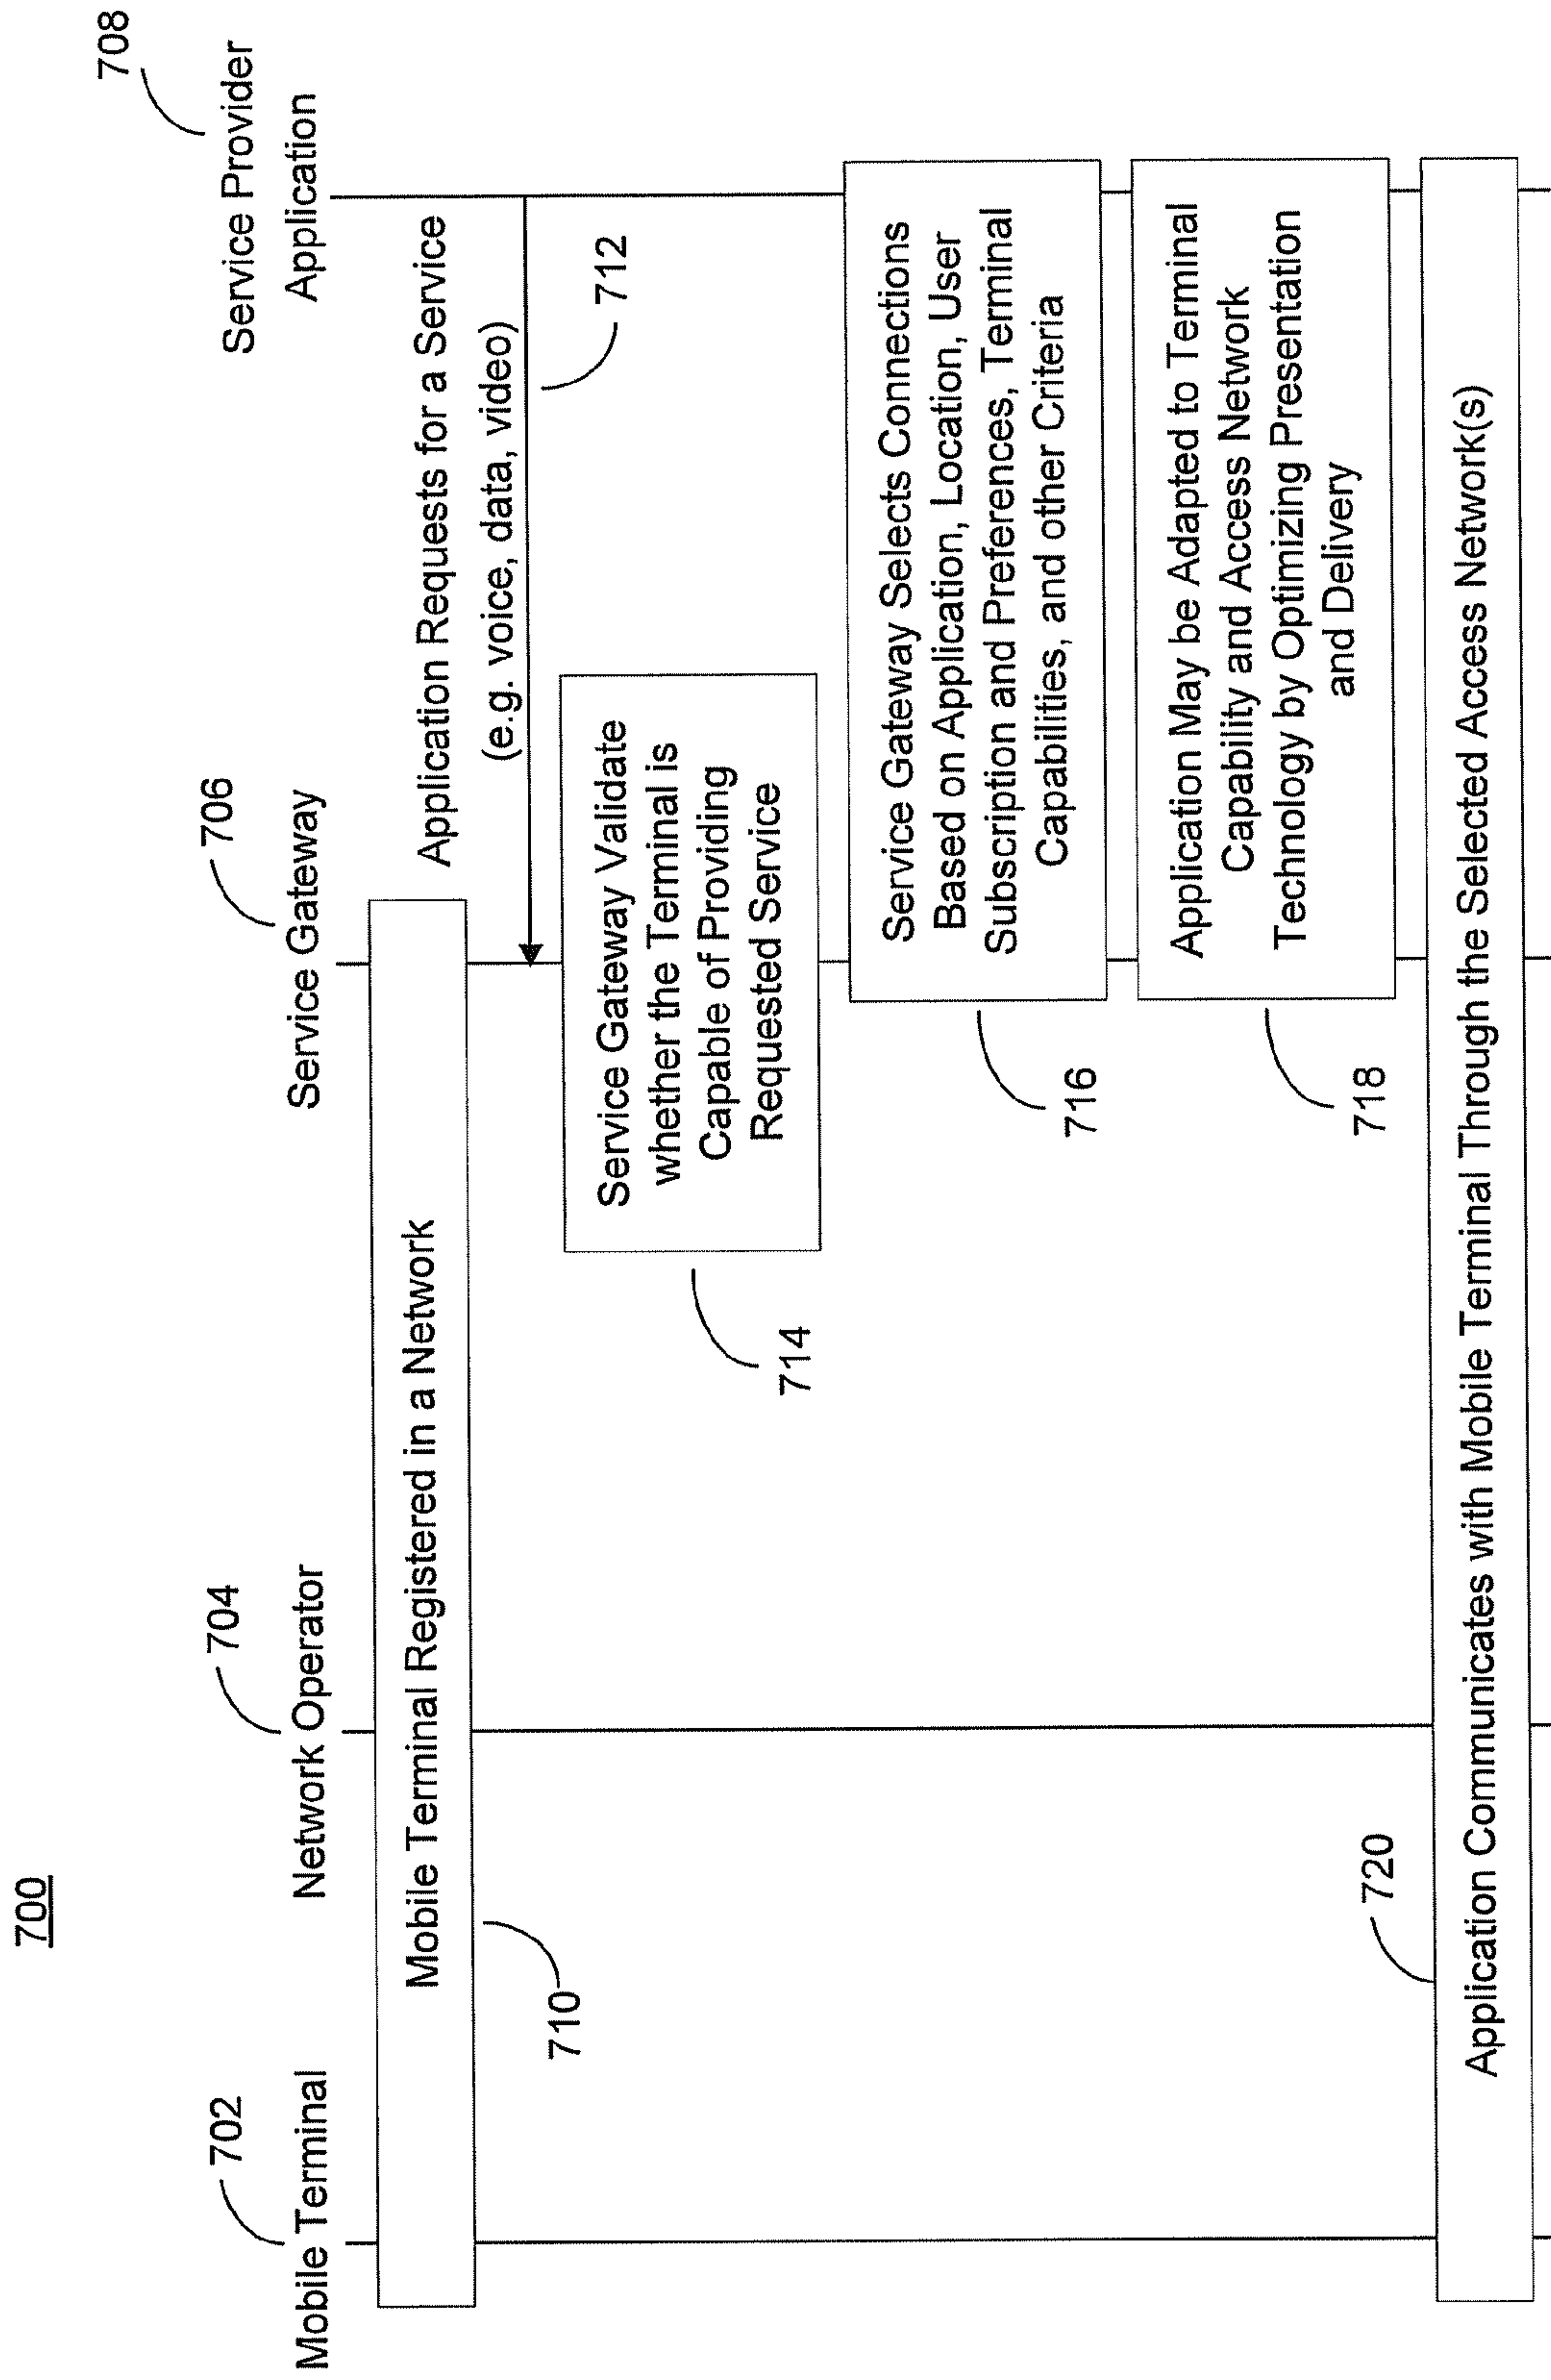 700
702
704
706
708
Mobile Terminal
Network Operator
Service Gateway
Service Provider
Application
Mobile Terminal Registered in a Network
710
Application Requests for a Service
(e.g. voice, data, video)
712
Service Gateway Validate
whether the Terminal is
Capable of Providing
Requested Service
714
Service Gateway Selects Connections
Based on Application, Location, User
Subscription and Preferences, Terminal
Capabilities, and other Criteria
716
Application May be Adapted to Terminal
Capability and Access Network
Technology by Optimizing Presentation
and Delivery
718
720
Application Communicates with Mobile Terminal Through the Selected Access Network(s)